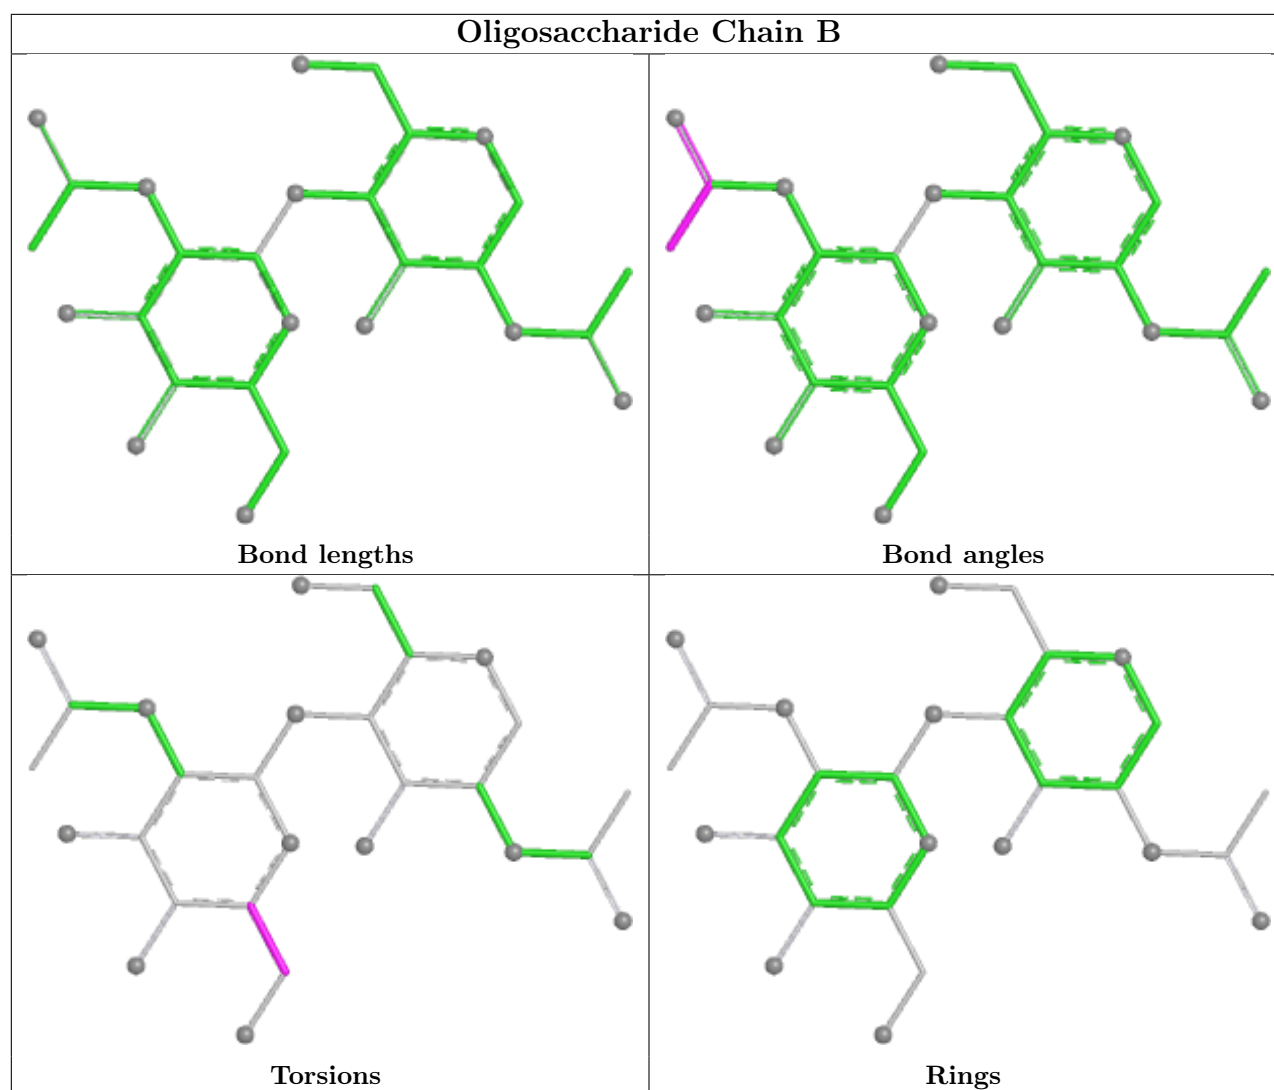 Oligosaccharide Chain B
Bond lengths
Bond angles
Torsions
Rings